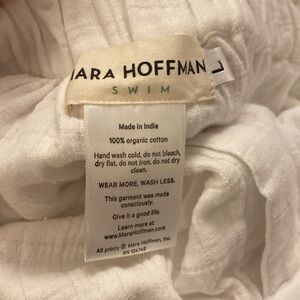 MARA HOFFMAN
SWIM
L
Made in India
100% organic cotton
Hand wash cold, do not bleach,
dry flat, do not iron, do not dry
clean.
WEAR MORE, WASH LESS.
This garment was made
consciously.
Give it a good life.
Learn more at
www.MaraHoffman.com
All prints © Mara Hoffman, Inc.
RN 124749